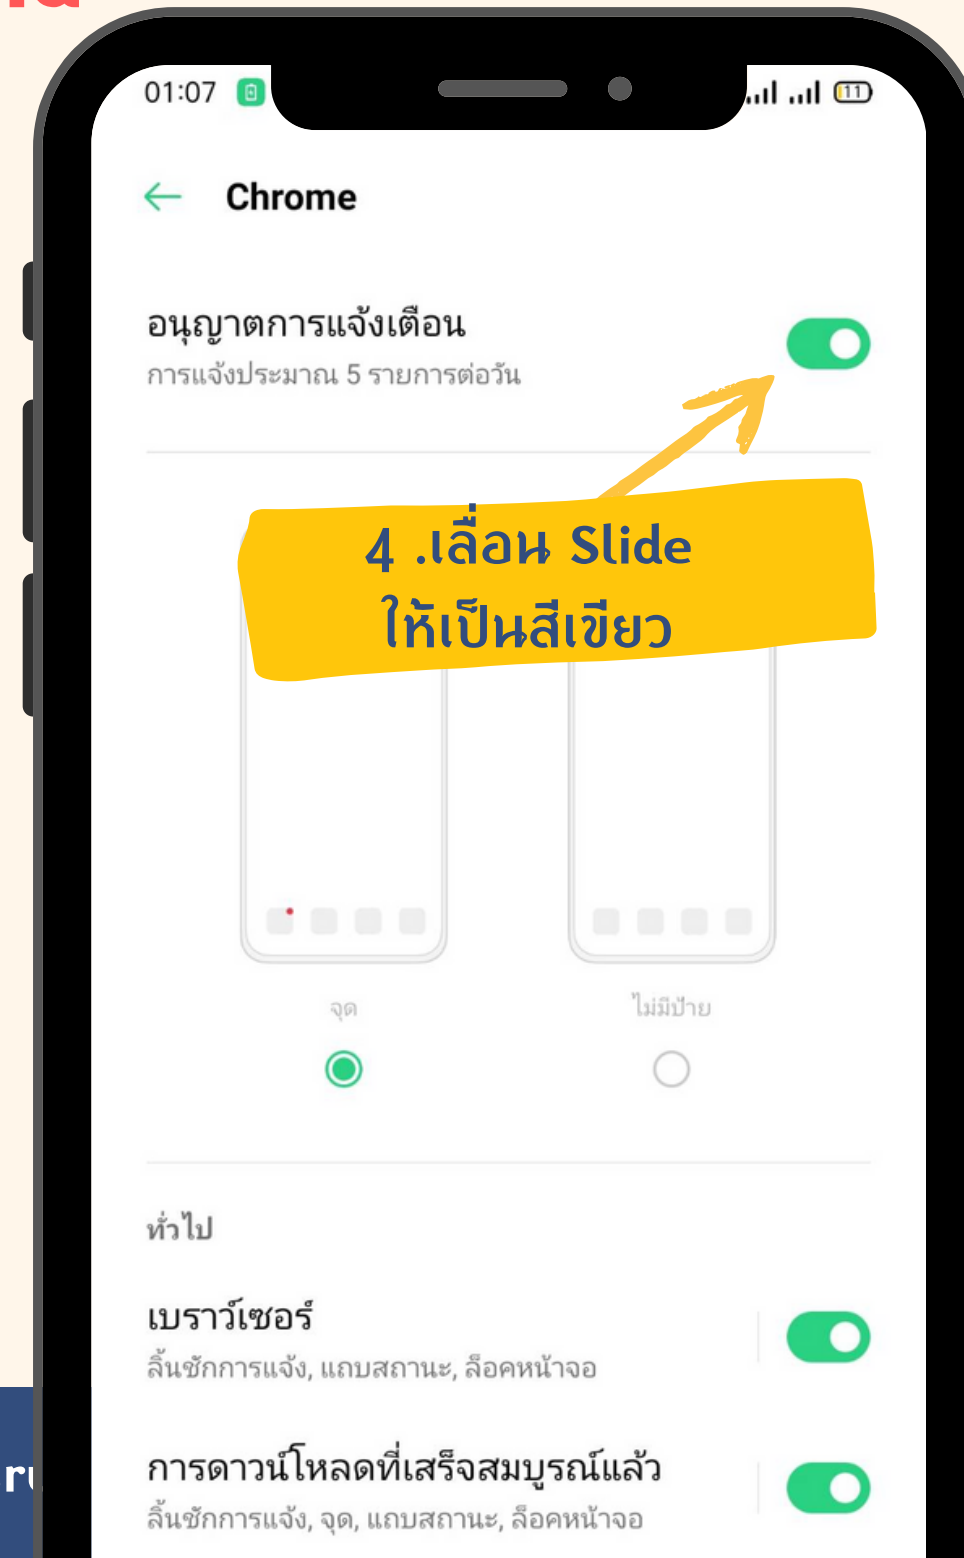 01:07
11
Chrome
อนุญาตการแจ้งเตือน
การแจ้งประมาณ 5 รายการต่อวัน
4 .เลื่อน Slide
ให้เป็นสีเขียว
จุด
ไม่มีป้าย
ทั่วไป
เบราว์เซอร์
ลิ้นชักการแจ้ง, แถบสถานะ, ล็อคหน้าจอ
การดาวน์โหลดที่เสร็จสมบูรณ์แล้ว
ลิ้นชักการแจ้ง, จุด, แถบสถานะ, ล็อคหน้าจอ